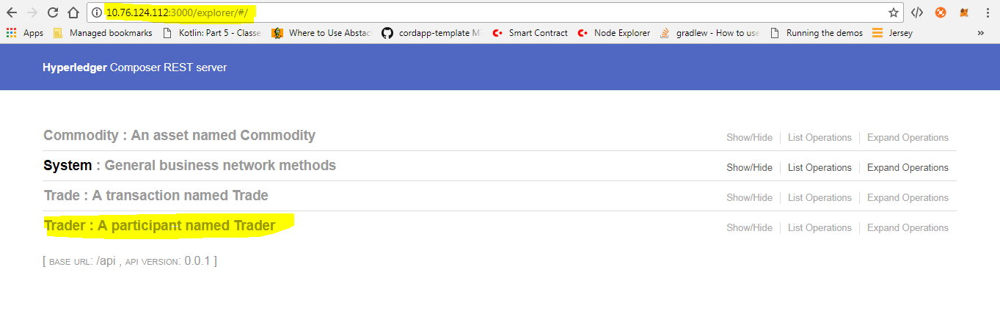 10.76.124.112:3000/explorer/#/
Apps Managed bookmarks Kotlin: Part 5 - Classe Where to Use Abstac cordapp-template M Smart Contract Node Explorer gradlew - How to use Running the demos Jersey »
Hyperledger Composer REST server
Commodity : An asset named Commodity Show/Hide List Operations Expand Operations
System : General business network methods Show/Hide List Operations Expand Operations
Trade : A transaction named Trade Show/Hide List Operations Expand Operations
Trader : A participant named Trader Show/Hide List Operations Expand Operations
[ BASE URL: /api , API VERSION: 0.0.1 ]